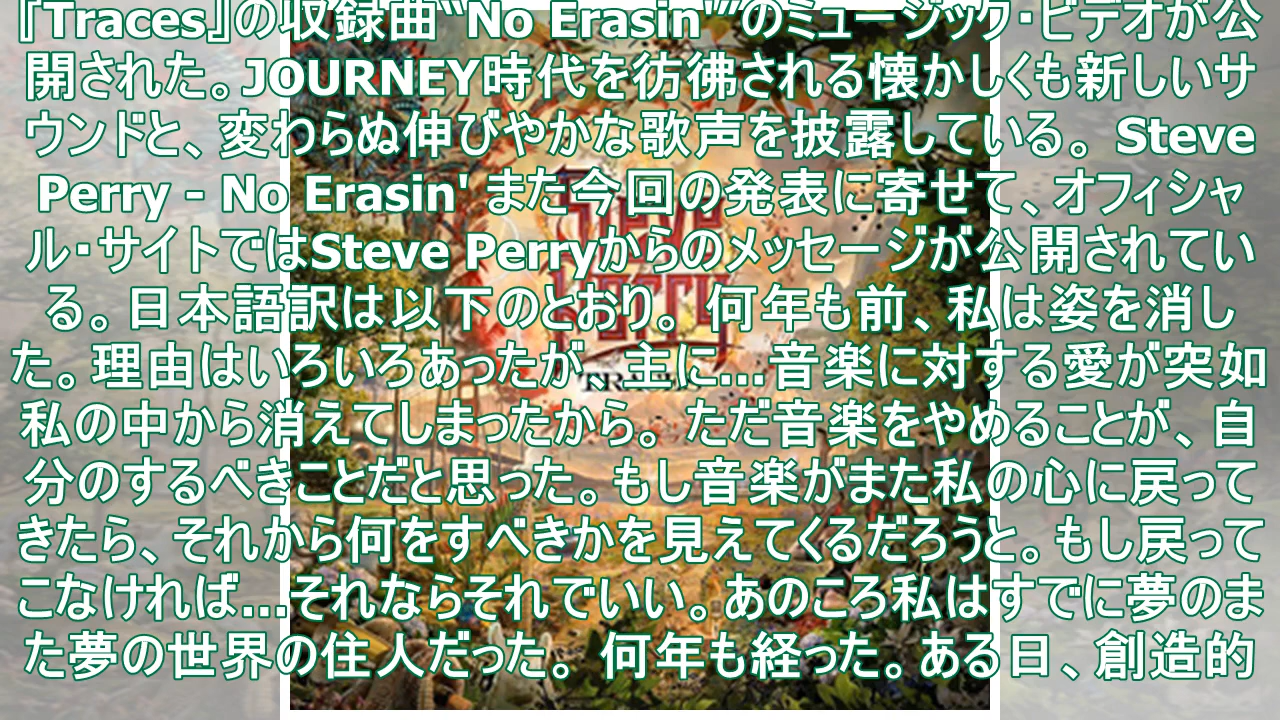 『Traces』の収録曲“No Erasin'”のミュージック・ビデオが公
開された。JOURNEY時代を彷彿される懐かしくも新しいサ
ウンドと、変わらぬ伸びやかな歌声を披露している。 Steve
Perry - No Erasin' また今回の発表に寄せて、オフィシャ
ル・サイトではSteve Perryからのメッセージが公開されてい
る。日本語訳は以下のとおり。 何年も前、私は姿を消し
た。理由はいろいろあったが、主に...音楽に対する愛が突如
私の中から消えてしまったから。 ただ音楽をやめることが、自
分のするべきことだと思った。もし音楽がまた私の心に戻って
きたら、それから何をすべきかを見えてくるだろうと。もし戻って
こなければ...それならそれでいい。あのころ私はすでに夢のま
た夢の世界の住人だった。 何年も経った。ある日、創造的
Steve
Perry
TRACES